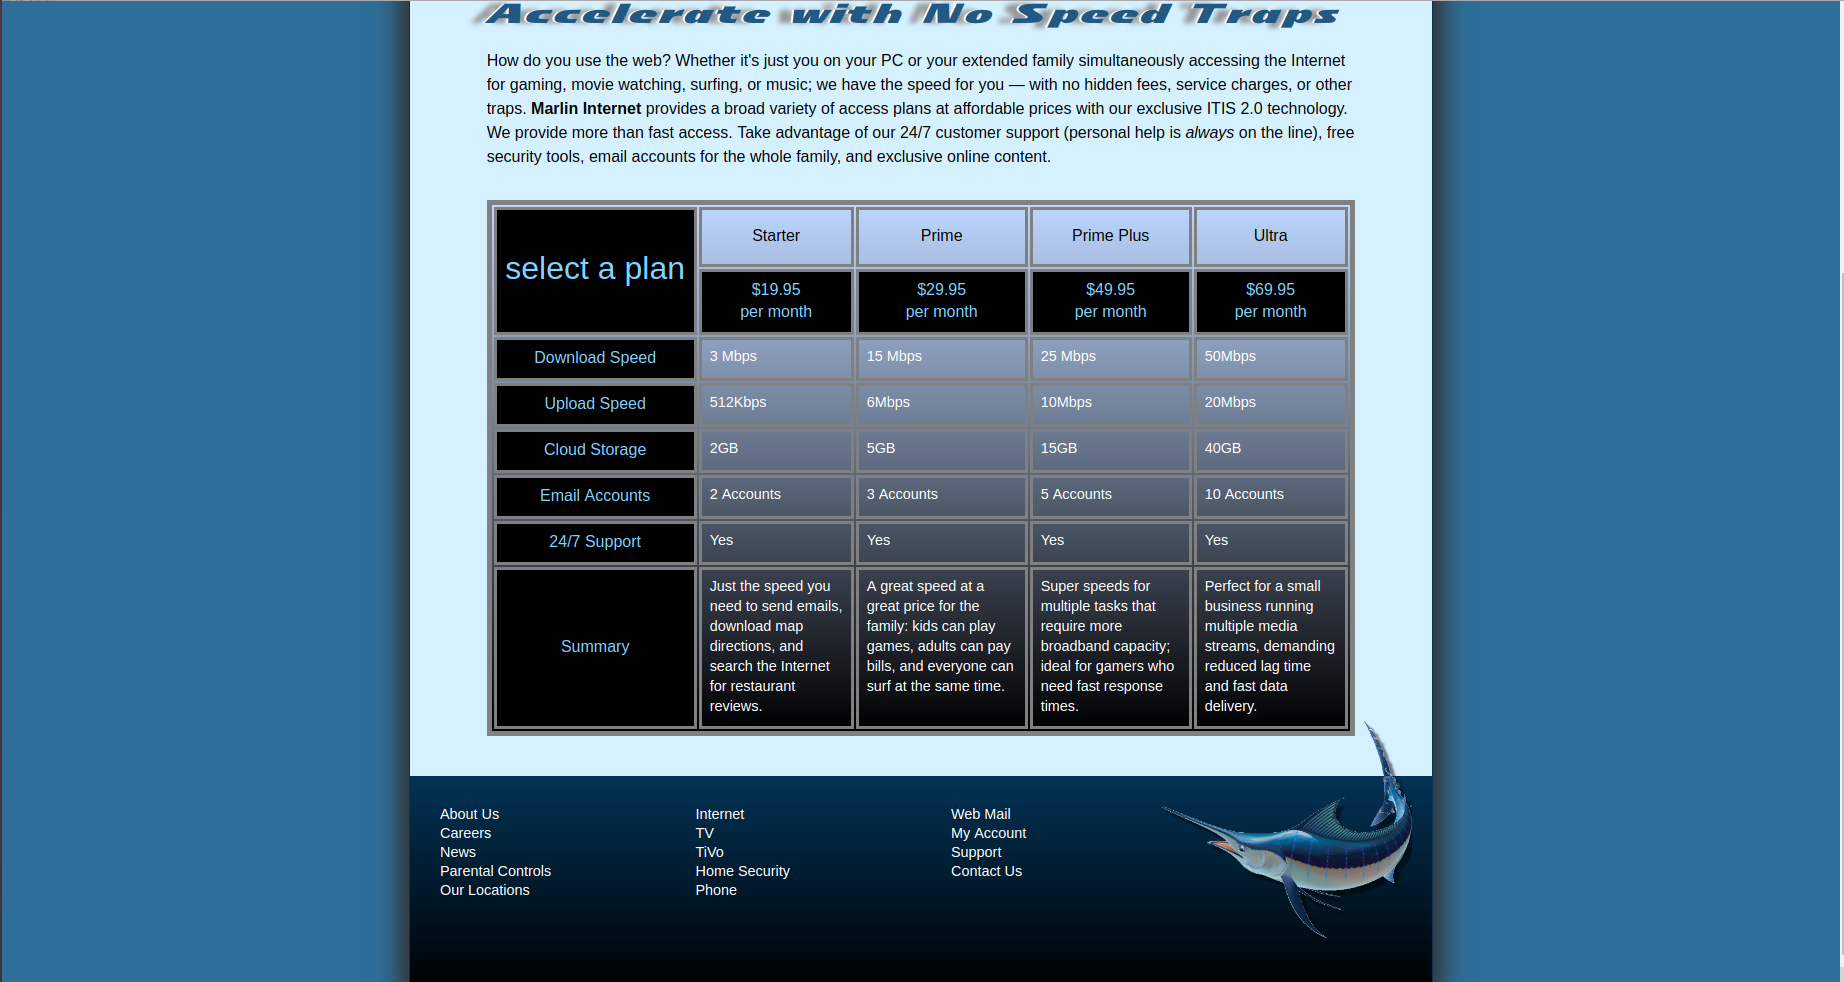 Accelerate with No Speed Traps
How do you use the web? Whether it's just you on your PC or your extended family simultaneously accessing the Internet
for gaming, movie watching, surfing, or music; we have the speed for you — with no hidden fees, service charges, or other
traps. Marlin Internet provides a broad variety of access plans at affordable prices with our exclusive ITIS 2.0 technology.
We provide more than fast access. Take advantage of our 24/7 customer support (personal help is always on the line), free
security tools, email accounts for the whole family, and exclusive online content.
select a plan
Starter
Prime
Prime Plus
Ultra
$19.95
per month
$29.95
per month
$49.95
per month
$69.95
per month
Download Speed
3 Mbps
15 Mbps
25 Mbps
50Mbps
Upload Speed
512Kbps
6Mbps
10Mbps
20Mbps
Cloud Storage
2GB
5GB
15GB
40GB
Email Accounts
2 Accounts
3 Accounts
5 Accounts
10 Accounts
24/7 Support
Yes
Yes
Yes
Yes
Summary
Just the speed you
need to send emails,
download map
directions, and
search the Internet
for restaurant
reviews.
A great speed at a
great price for the
family: kids can play
games, adults can pay
bills, and everyone can
surf at the same time.
Super speeds for
multiple tasks that
require more
broadband capacity;
ideal for gamers who
need fast response
times.
Perfect for a small
business running
multiple media
streams, demanding
reduced lag time
and fast data
delivery.
About Us
Careers
News
Parental Controls
Our Locations
Internet
TV
TiVo
Home Security
Phone
Web Mail
My Account
Support
Contact Us